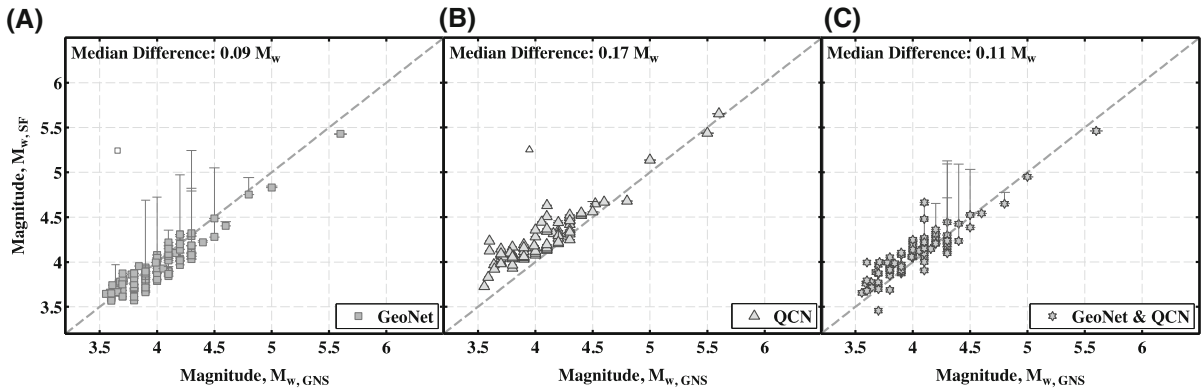 (A)
Median Difference: 0.09 Mw
6
5.5
5
4.5
4
3.5
Magnitude, Mw, SF
GeoNet
3.5 4 4.5 5 5.5 6
Magnitude, Mw, GNS
(B)
Median Difference: 0.17 Mw
QCN
3.5 4 4.5 5 5.5 6
Magnitude, Mw, GNS
(C)
Median Difference: 0.11 Mw
GeoNet & QCN
3.5 4 4.5 5 5.5 6
Magnitude, Mw, GNS